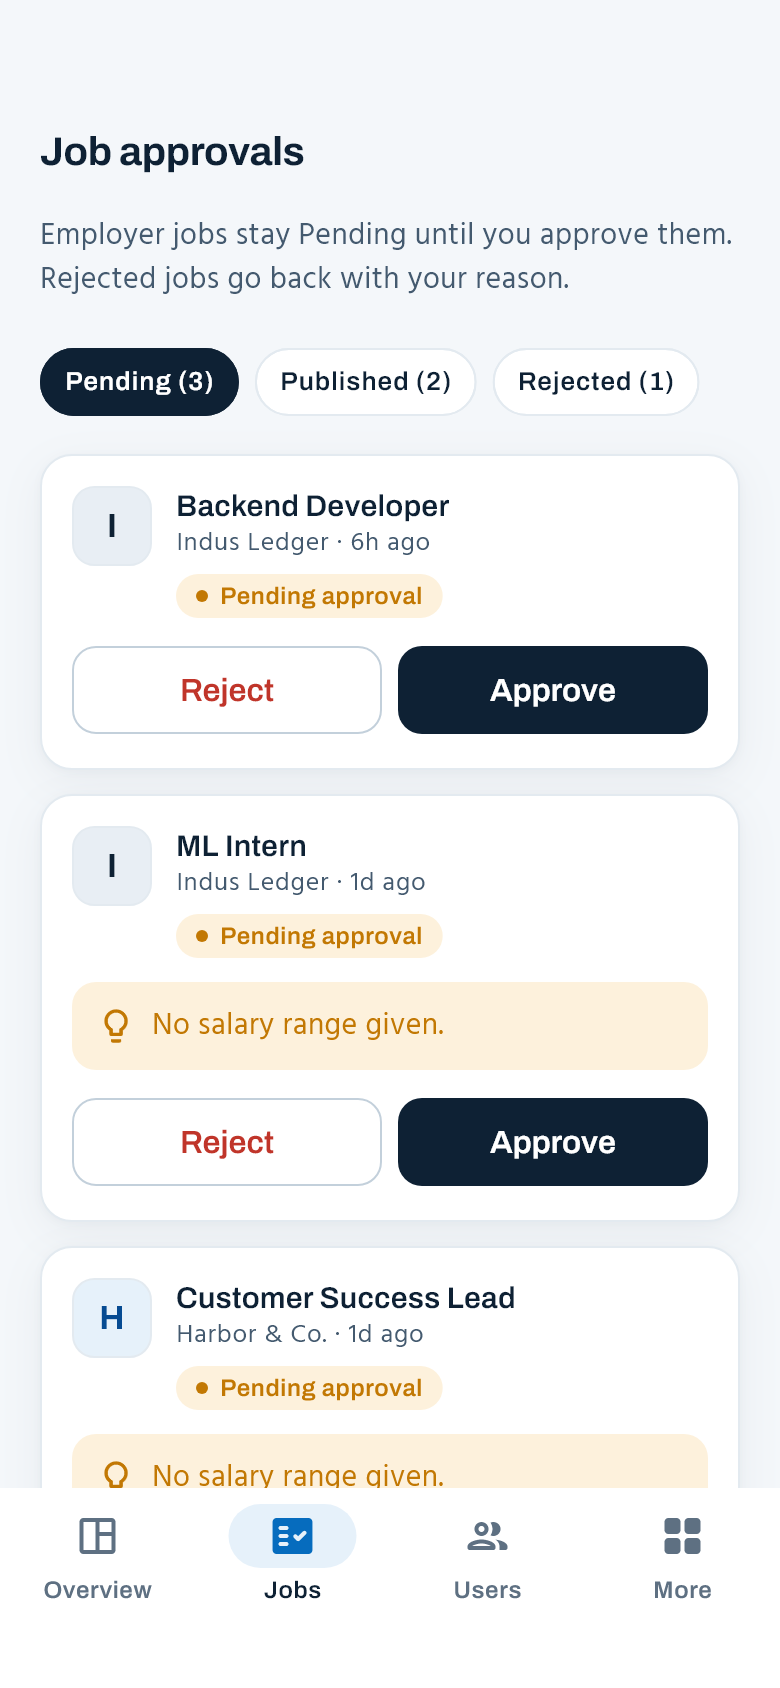 Job approvals
Employer jobs stay Pending until you approve them.
Rejected jobs go back with your reason.
Pending (3)
Published (2)
Rejected (1)
I
Backend Developer
Indus Ledger · 6h ago
Pending approval
Reject
Approve
I
ML Intern
Indus Ledger · 1d ago
Pending approval
No salary range given.
Reject
Approve
H
Customer Success Lead
Harbor & Co. · 1d ago
Pending approval
No salary range given.
Overview
Jobs
Users
More